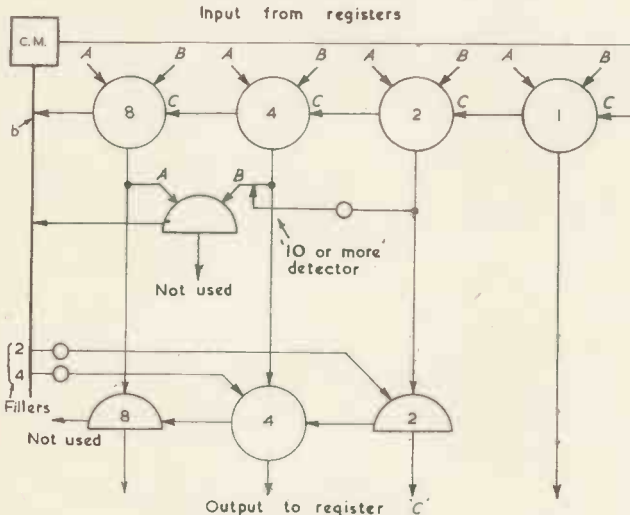 Input from registers
C.M.
A B A B A B A B
8 C 4 C 2 C 1 C
b
A B
'10 or more'
detector
Not used
2
4
Fillers
8 4 2
Not used
Output to register 'C'